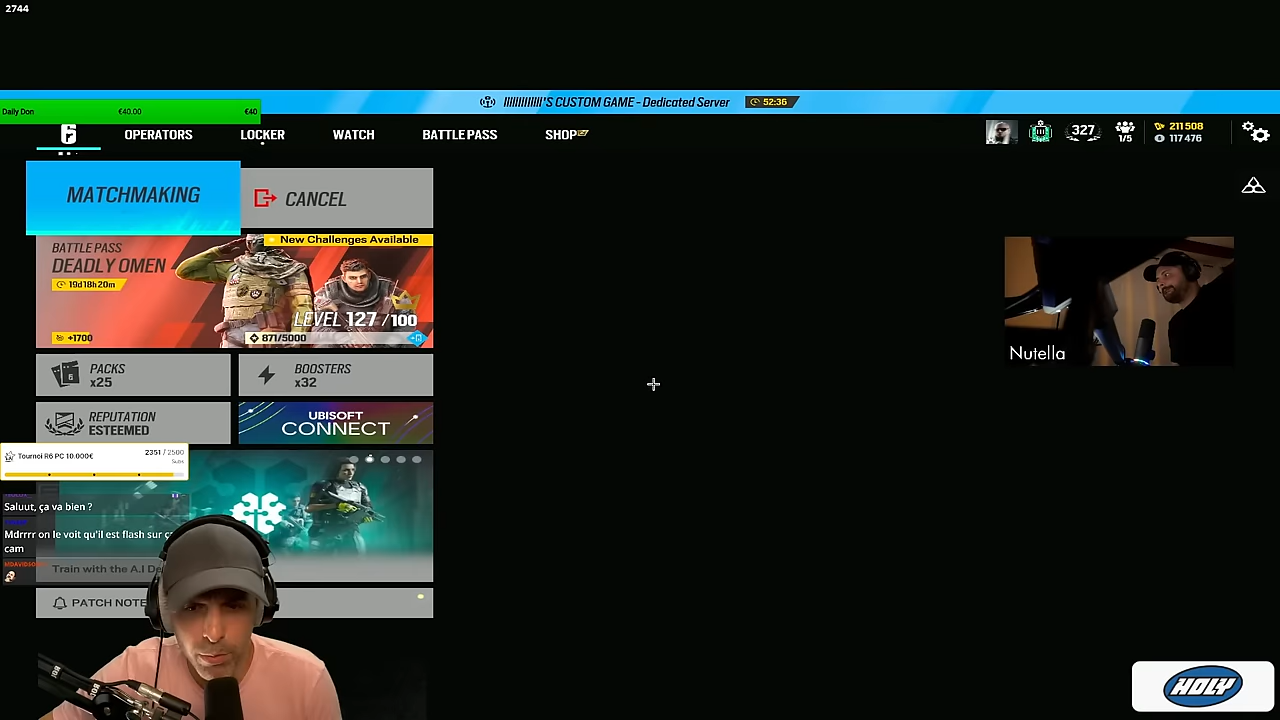 2744
IIIIIIIIIIII'S CUSTOM GAME - Dedicated Server
52:36
Daily Don €40.00 €40
OPERATORS
LOCKER
WATCH
BATTLE PASS
SHOP
327
1/5
211 508
117 476
MATCHMAKING
CANCEL
New Challenges Available
BATTLE PASS
DEADLY OMEN
19d18h20m
LEVEL 127 /100
+1700
871/5000
Nutella
PACKS
x25
BOOSTERS
x32
REPUTATION
ESTEEMED
UBISOFT
CONNECT
Tournoi R6 PC 10.000€
2351 / 2500
Subs
Saluut, ça va bien ?
Mdrrrr on le voit qu'il est flash sur
cam
Train with the A.I
PATCH NOTE
HOLY